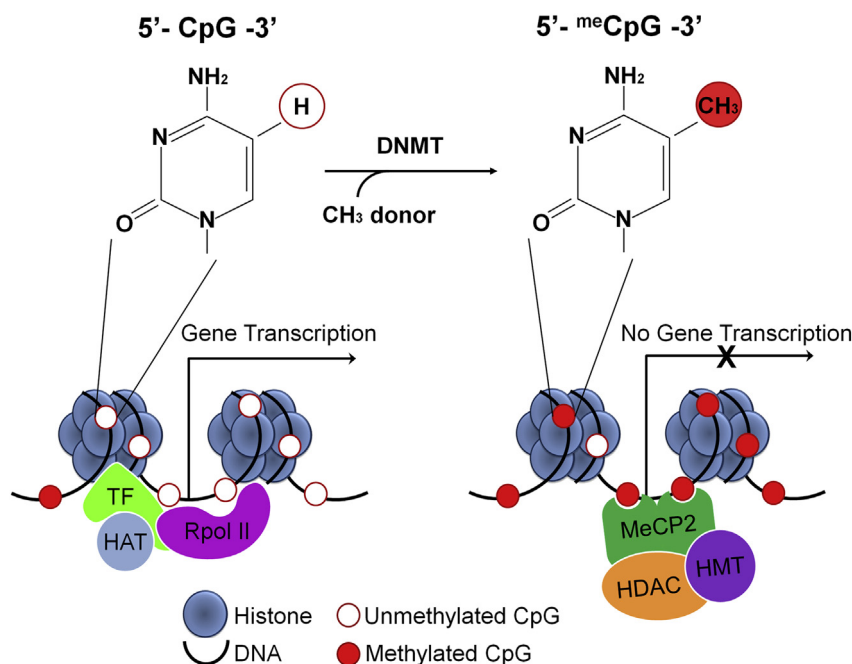 5’- CpG -3’
5’- meCpG -3’
NH2
H
N
O
N
DNMT
CH3 donor
NH2
CH3
N
O
N
Gene Transcription
No Gene Transcription
X
TF
HAT
Rpol II
MeCP2
HDAC
HMT
Histone
Unmethylated CpG
DNA
Methylated CpG